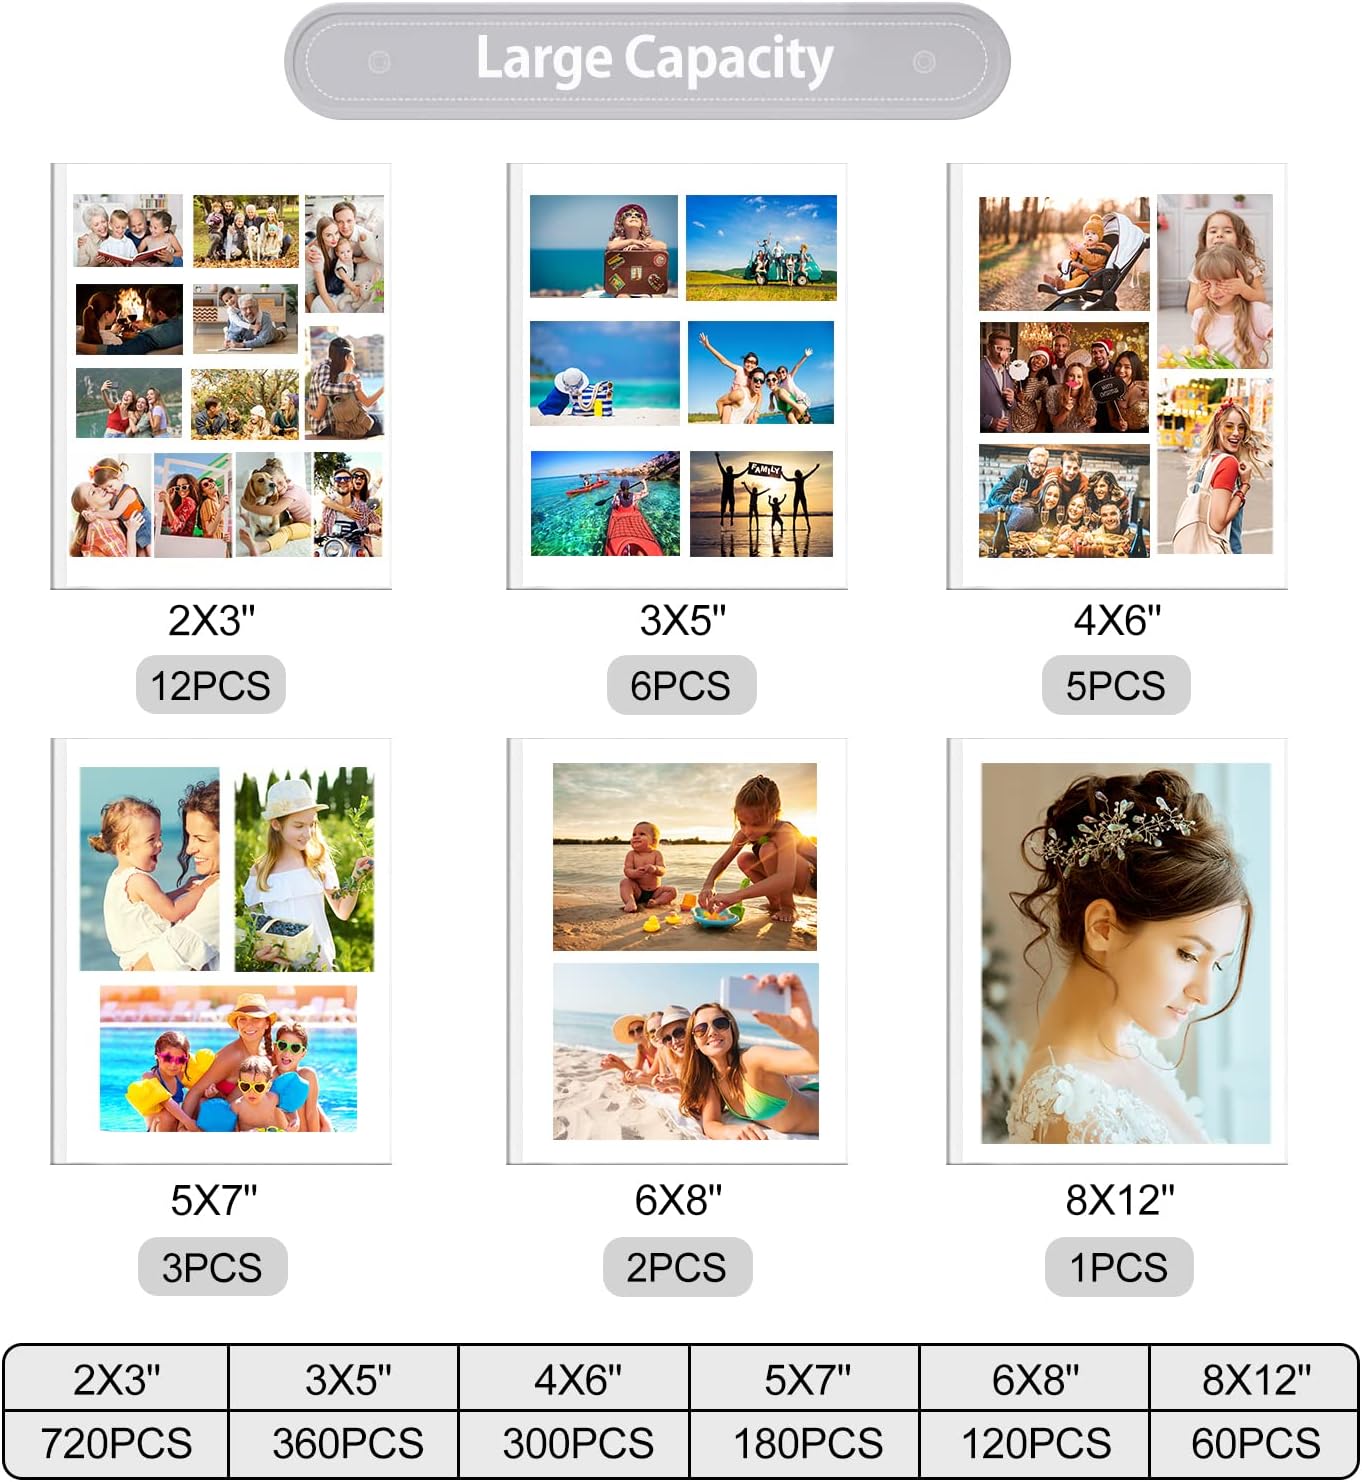 Large Capacity
FAMILY
2X3" 3X5" 4X6"
12PCS 6PCS 5PCS
5X7" 6X8" 8X12"
3PCS 2PCS 1PCS
2X3" 3X5" 4X6" 5X7" 6X8" 8X12"
720PCS 360PCS 300PCS 180PCS 120PCS 60PCS